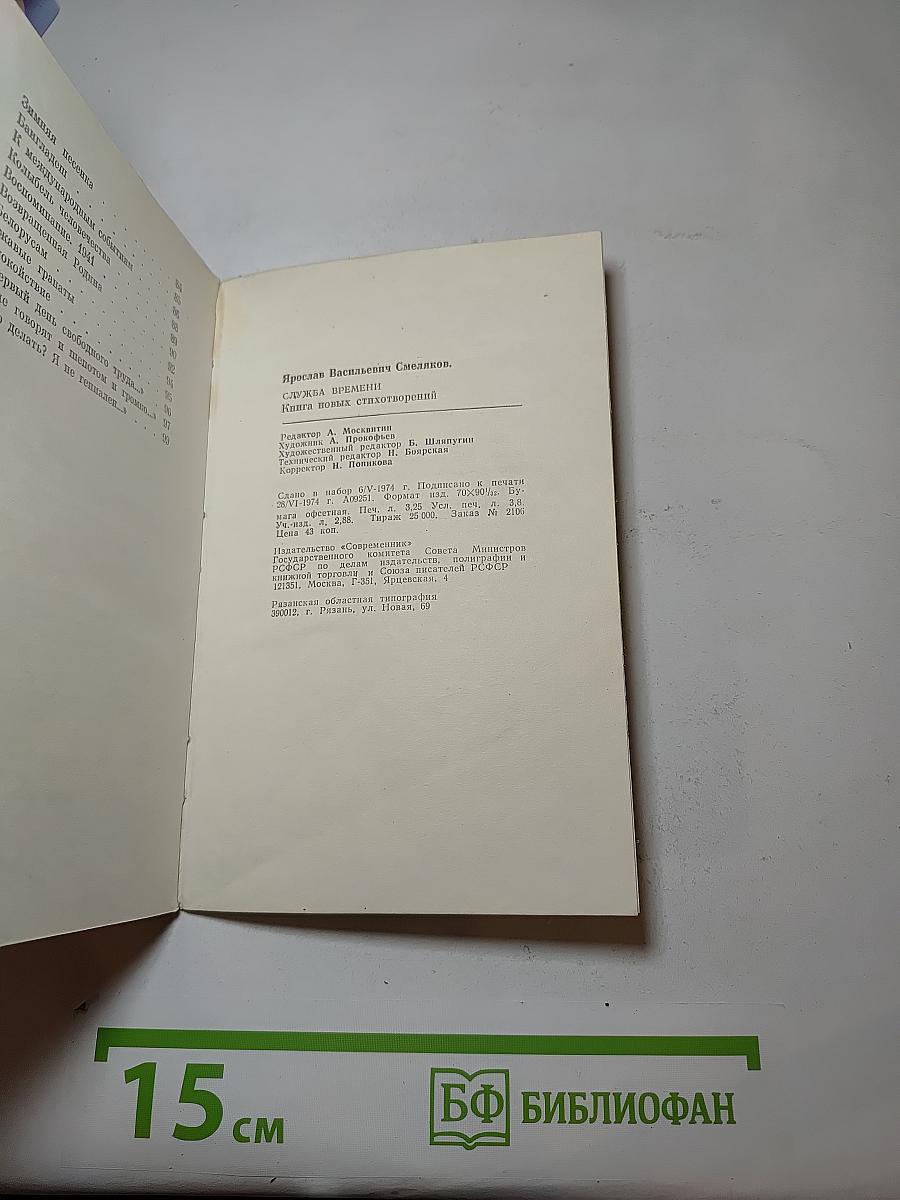 Зимняя песенка
Бангладеш
К международным событиям
Колыбель человечества 84
Воспоминание. 1941 85
Возвращенная Родина 86
Белорусам 88
гранаты 89
90
день свободного труда...» 92
не говорят и шепотом и громко...» 94
делать? Я не гениален...» 95
96
97
99
Ярослав Васильевич Смеляков.
СЛУЖБА ВРЕМЕНИ
Книга новых стихотворений
Редактор А. Москвитин
Художник А. Прокофьев
Художественный редактор Б. Шляпугин
Технический редактор Н. Боярская
Корректор Н. Попикова
Сдано в набор 6/V-1974 г. Подписано к печати
28/VI-1974 г. А09251. Формат изд. 70×90¹/₃₂. Бу-
мага офсетная. Печ. л. 3,25 Усл. печ. л. 3,8.
Уч.-изд. л. 2,88. Тираж 25 000. Заказ № 2106
Цена 43 коп.
Издательство «Современник»
Государственного комитета Совета Министров
РСФСР по делам издательств, полиграфии и
книжной торговли и Союза писателей РСФСР
121351, Москва, Г-351, Ярцевская, 4
Рязанская областная типография
390012, г. Рязань, ул. Новая, 69
15 см
БФ БИБЛИОФАН